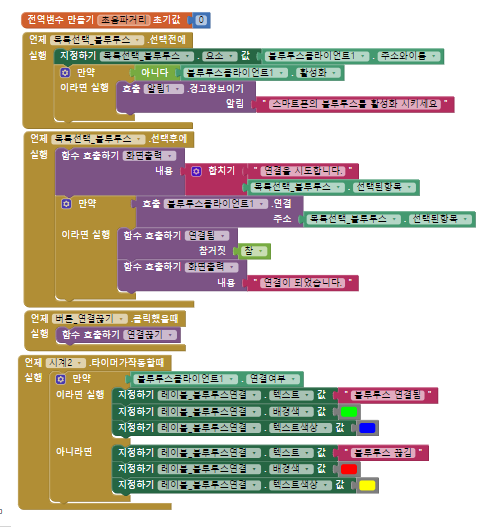 전역변수 만들기 초음파거리 초기값 0
언제 목록선택_블루투스 .선택전에
실행 지정하기 목록선택_블루투스 . 요소 값 블루투스클라이언트1 . 주소와이름
만약 아니다 블루투스클라이언트1 . 활성화
이라면 실행 호출 알림1 .경고창보이기
알림 " 스마트폰의 블루투스를 활성화 시키세요 "
언제 목록선택_블루투스 .선택후에
실행 함수 호출하기 화면출력
내용 합치기 " 연결을 시도합니다. "
목록선택_블루투스 . 선택된항목
만약 호출 블루투스클라이언트1 .연결
주소 목록선택_블루투스 . 선택된항목
이라면 실행 함수 호출하기 연결됨
참거짓 참
함수 호출하기 화면출력
내용 " 연결이 되었습니다. "
언제 버튼_연결끊기 .클릭했을때
실행 함수 호출하기 연결끊기
언제 시계2 .타이머가작동할때
실행 만약 블루투스클라이언트1 . 연결여부
이라면 실행 지정하기 레이블_블루투스연결 . 텍스트 값 " 블루투스 연결됨 "
지정하기 레이블_블루투스연결 . 배경색 값
지정하기 레이블_블루투스연결 . 텍스트색상 값
아니라면 지정하기 레이블_블루투스연결 . 텍스트 값 " 블루투스 끊김 "
지정하기 레이블_블루투스연결 . 배경색 값
지정하기 레이블_블루투스연결 . 텍스트색상 값